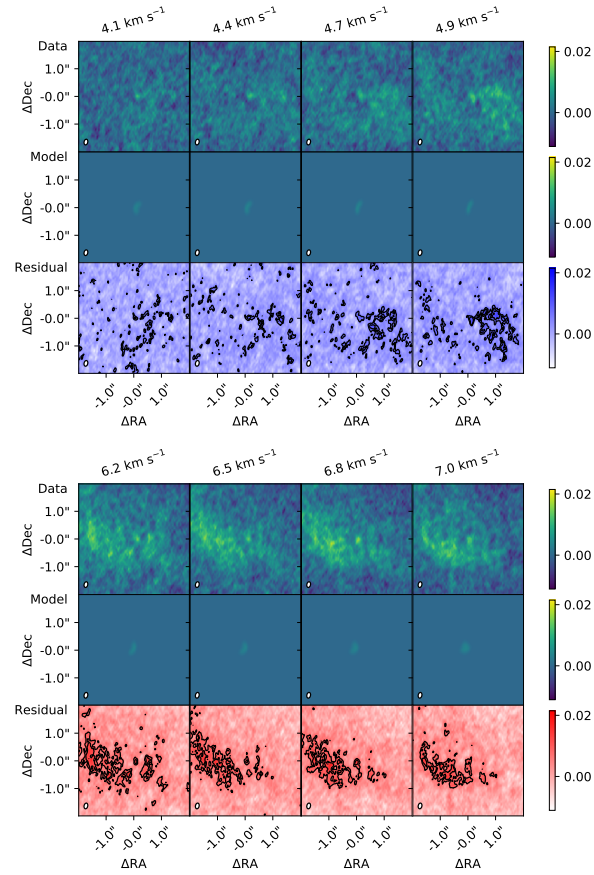 4.1 km s⁻¹ 4.4 km s⁻¹ 4.7 km s⁻¹ 4.9 km s⁻¹
Data
1.0" -0.0" -1.0"
ΔDec
0.02 0.00
Model
1.0" -0.0" -1.0"
ΔDec
0.02 0.00
Residual
1.0" -0.0" -1.0"
ΔDec
0.02 0.00
-1.0" -0.0" 1.0" -1.0" -0.0" 1.0" -1.0" -0.0" 1.0" -1.0" -0.0" 1.0"
ΔRA ΔRA ΔRA ΔRA
6.2 km s⁻¹ 6.5 km s⁻¹ 6.8 km s⁻¹ 7.0 km s⁻¹
Data
1.0" -0.0" -1.0"
ΔDec
0.02 0.00
Model
1.0" -0.0" -1.0"
ΔDec
0.02 0.00
Residual
1.0" -0.0" -1.0"
ΔDec
0.02 0.00
-1.0" -0.0" 1.0" -1.0" -0.0" 1.0" -1.0" -0.0" 1.0" -1.0" -0.0" 1.0"
ΔRA ΔRA ΔRA ΔRA